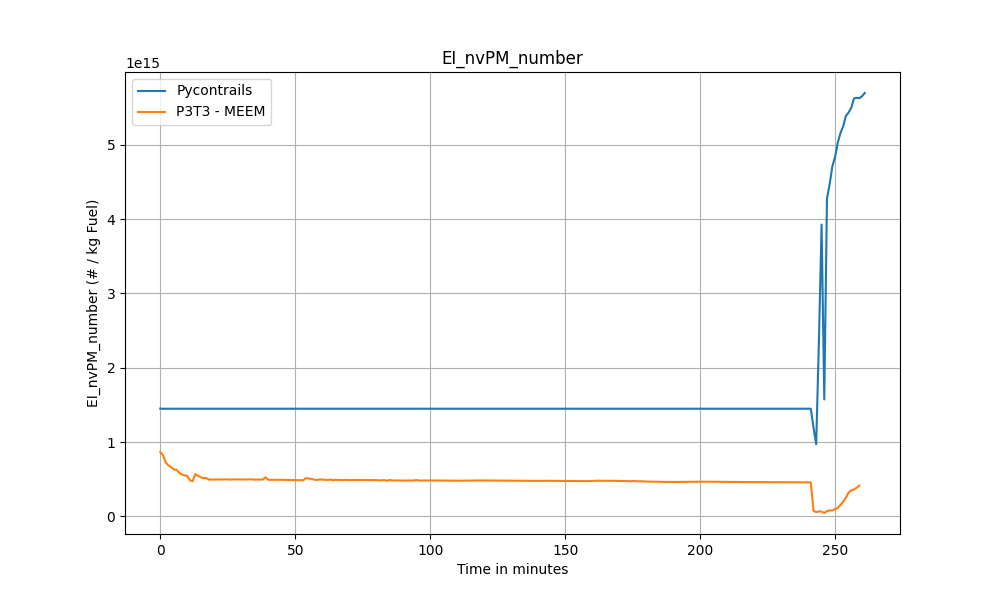 EI_nvPM_number
1e15
Pycontrails
P3T3 - MEEM
5
4
3
2
1
0
EI_nvPM_number (# / kg Fuel)
0 50 100 150 200 250
Time in minutes